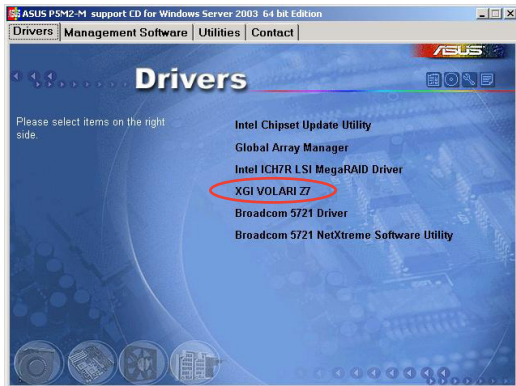 ASUS P5M2-M support CD for Windows Server 2003 64 bit Edition
Drivers Management Software Utilities Contact
ASUS
Drivers
Please select items on the right
side.
Intel Chipset Update Utility
Global Array Manager
Intel ICH7R LSI MegaRAID Driver
XGI VOLARI Z7
Broadcom 5721 Driver
Broadcom 5721 NetXtreme Software Utility